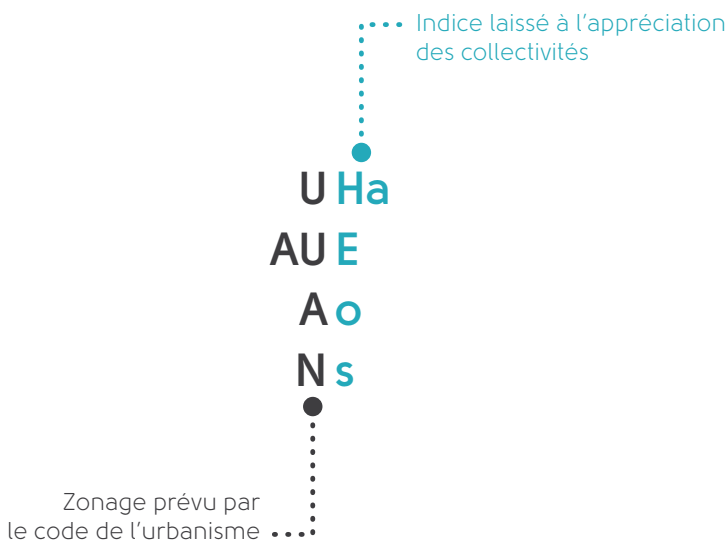 Indice laissé à l'appréciation
des collectivités
U Ha
AU E
A o
N s
Zonage prévu par
le code de l'urbanisme